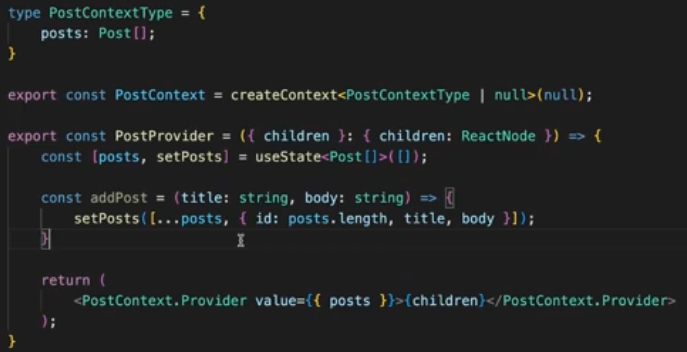 type PostContextType = {
    posts: Post[];
}

export const PostContext = createContext<PostContextType | null>(null);

export const PostProvider = ({ children }: { children: ReactNode }) => {
    const [posts, setPosts] = useState<Post[]>([]);

    const addPost = (title: string, body: string) => {
        setPosts([...posts, { id: posts.length, title, body }]);
    }

    return (
        <PostContext.Provider value={{ posts }}>{children}</PostContext.Provider>
    );
}